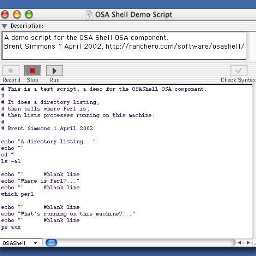 OSA Shell Demo Script
Description:
A demo script for the OSA Shell OSA component.
Brent Simmons 1 April 2002, http://ranchero.com/software/osashell/
Record Stop Run Check Syntax
# This is a test script, a demo for the OSAShell OSA component.
#
# It does a directory listing,
# then tells where Perl is,
# then lists processes running on this machine.
#
# Brent Simmons 1 April 2002
echo "A directory listing..."
echo ""
cd ~
ls -al
echo "" #blank line
echo "Where is Perl?..."
echo "" #blank line
which perl
echo "" #blank line
echo "What's running on this machine?..."
echo "" #blank line
ps aux
OSAShell